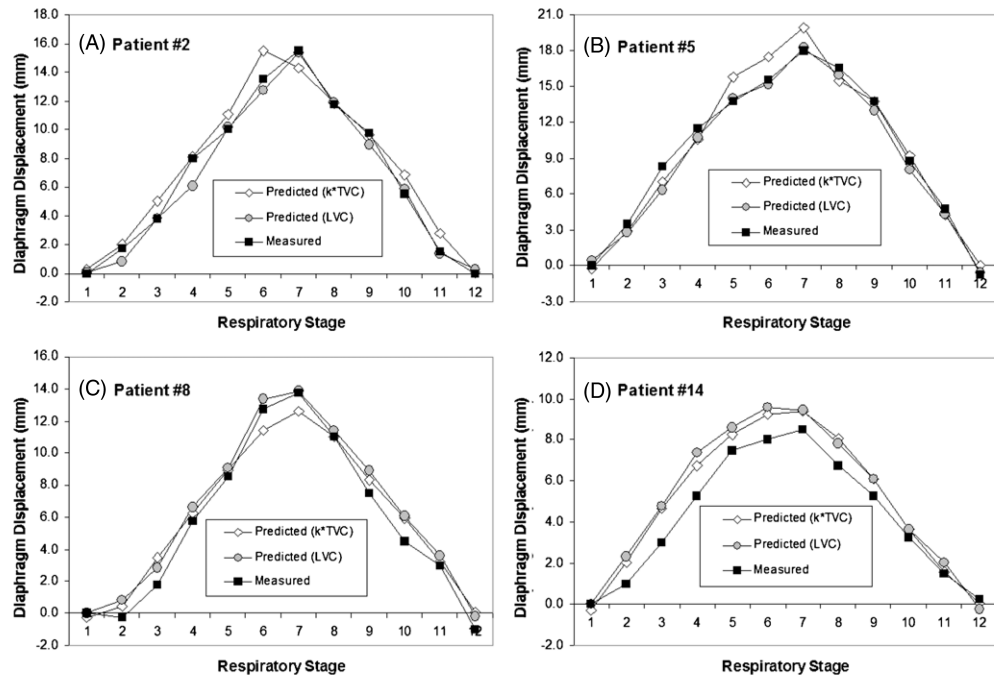 (A) Patient #2
Diaphragm Displacement (mm)
18.0
16.0
14.0
12.0
10.0
8.0
6.0
4.0
2.0
0.0
-2.0
Predicted (k*TVC)
Predicted (LVC)
Measured
1 2 3 4 5 6 7 8 9 10 11 12
Respiratory Stage
(B) Patient #5
Diaphragm Displacement (mm)
21.0
18.0
15.0
12.0
9.0
6.0
3.0
0.0
-3.0
Predicted (k*TVC)
Predicted (LVC)
Measured
1 2 3 4 5 6 7 8 9 10 11 12
Respiratory Stage
(C) Patient #8
Diaphragm Displacement (mm)
16.0
14.0
12.0
10.0
8.0
6.0
4.0
2.0
0.0
-2.0
Predicted (k*TVC)
Predicted (LVC)
Measured
1 2 3 4 5 6 7 8 9 10 11 12
Respiratory Stage
(D) Patient #14
Diaphragm Displacement (mm)
12.0
10.0
8.0
6.0
4.0
2.0
0.0
-2.0
Predicted (k*TVC)
Predicted (LVC)
Measured
1 2 3 4 5 6 7 8 9 10 11 12
Respiratory Stage